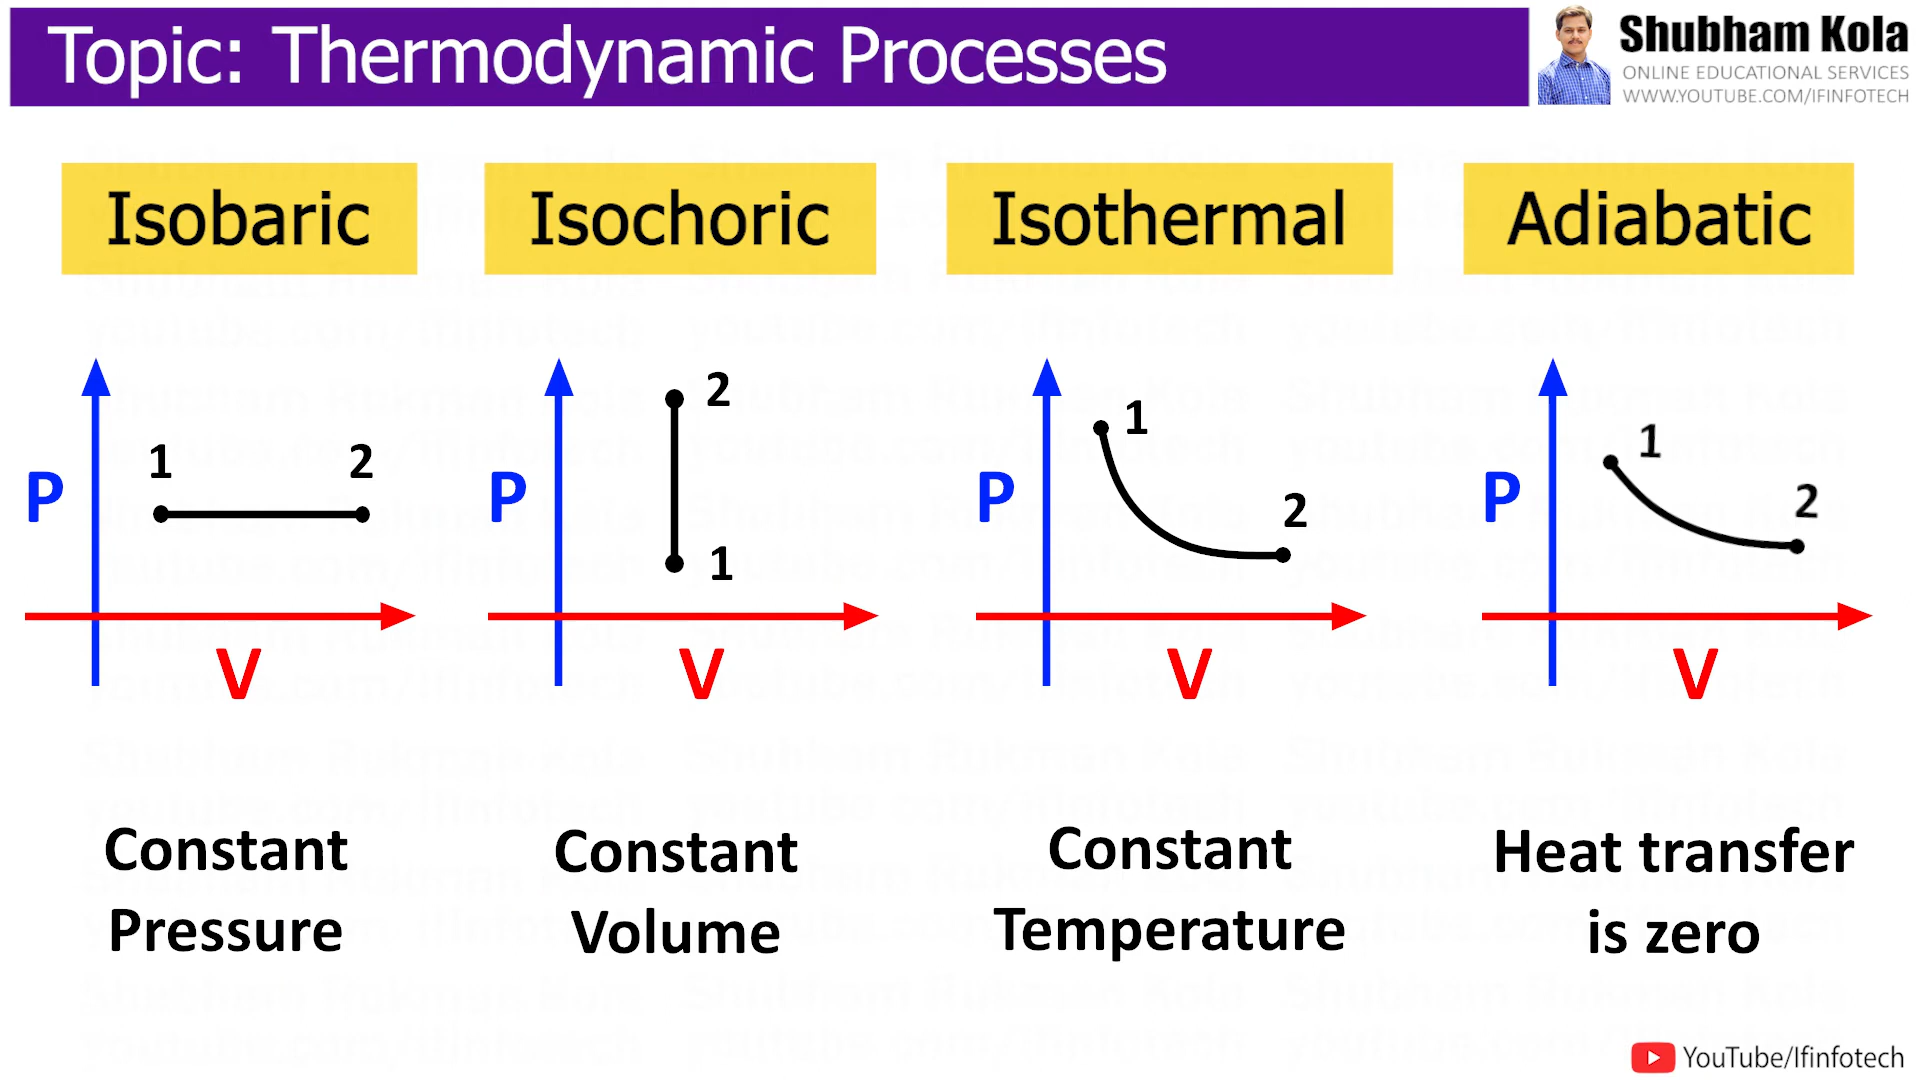 Topic: Thermodynamic Processes
Shubham Kola
ONLINE EDUCATIONAL SERVICES
WWW.YOUTUBE.COM/IFINFOTECH
Isobaric
Isochoric
Isothermal
Adiabatic
P
1
2
V
P
2
1
V
P
1
2
V
P
1
2
V
Constant
Pressure
Constant
Volume
Constant
Temperature
Heat transfer
is zero
YouTube/Ifinfotech